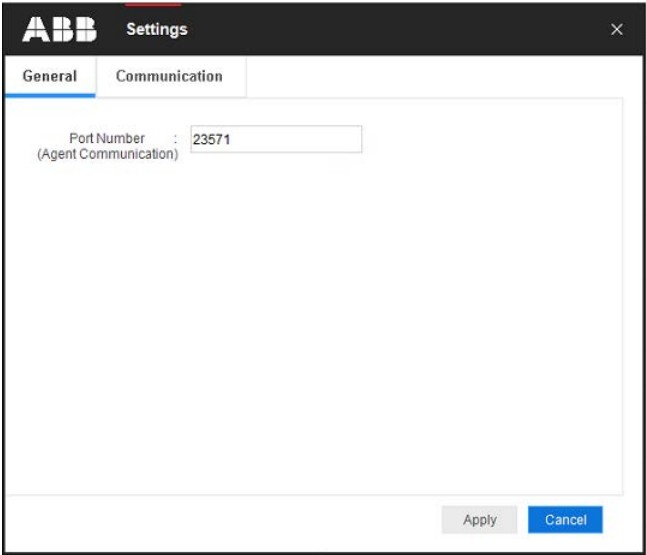 ABB Settings
General Communication
Port Number : 23571
(Agent Communication)
Apply Cancel